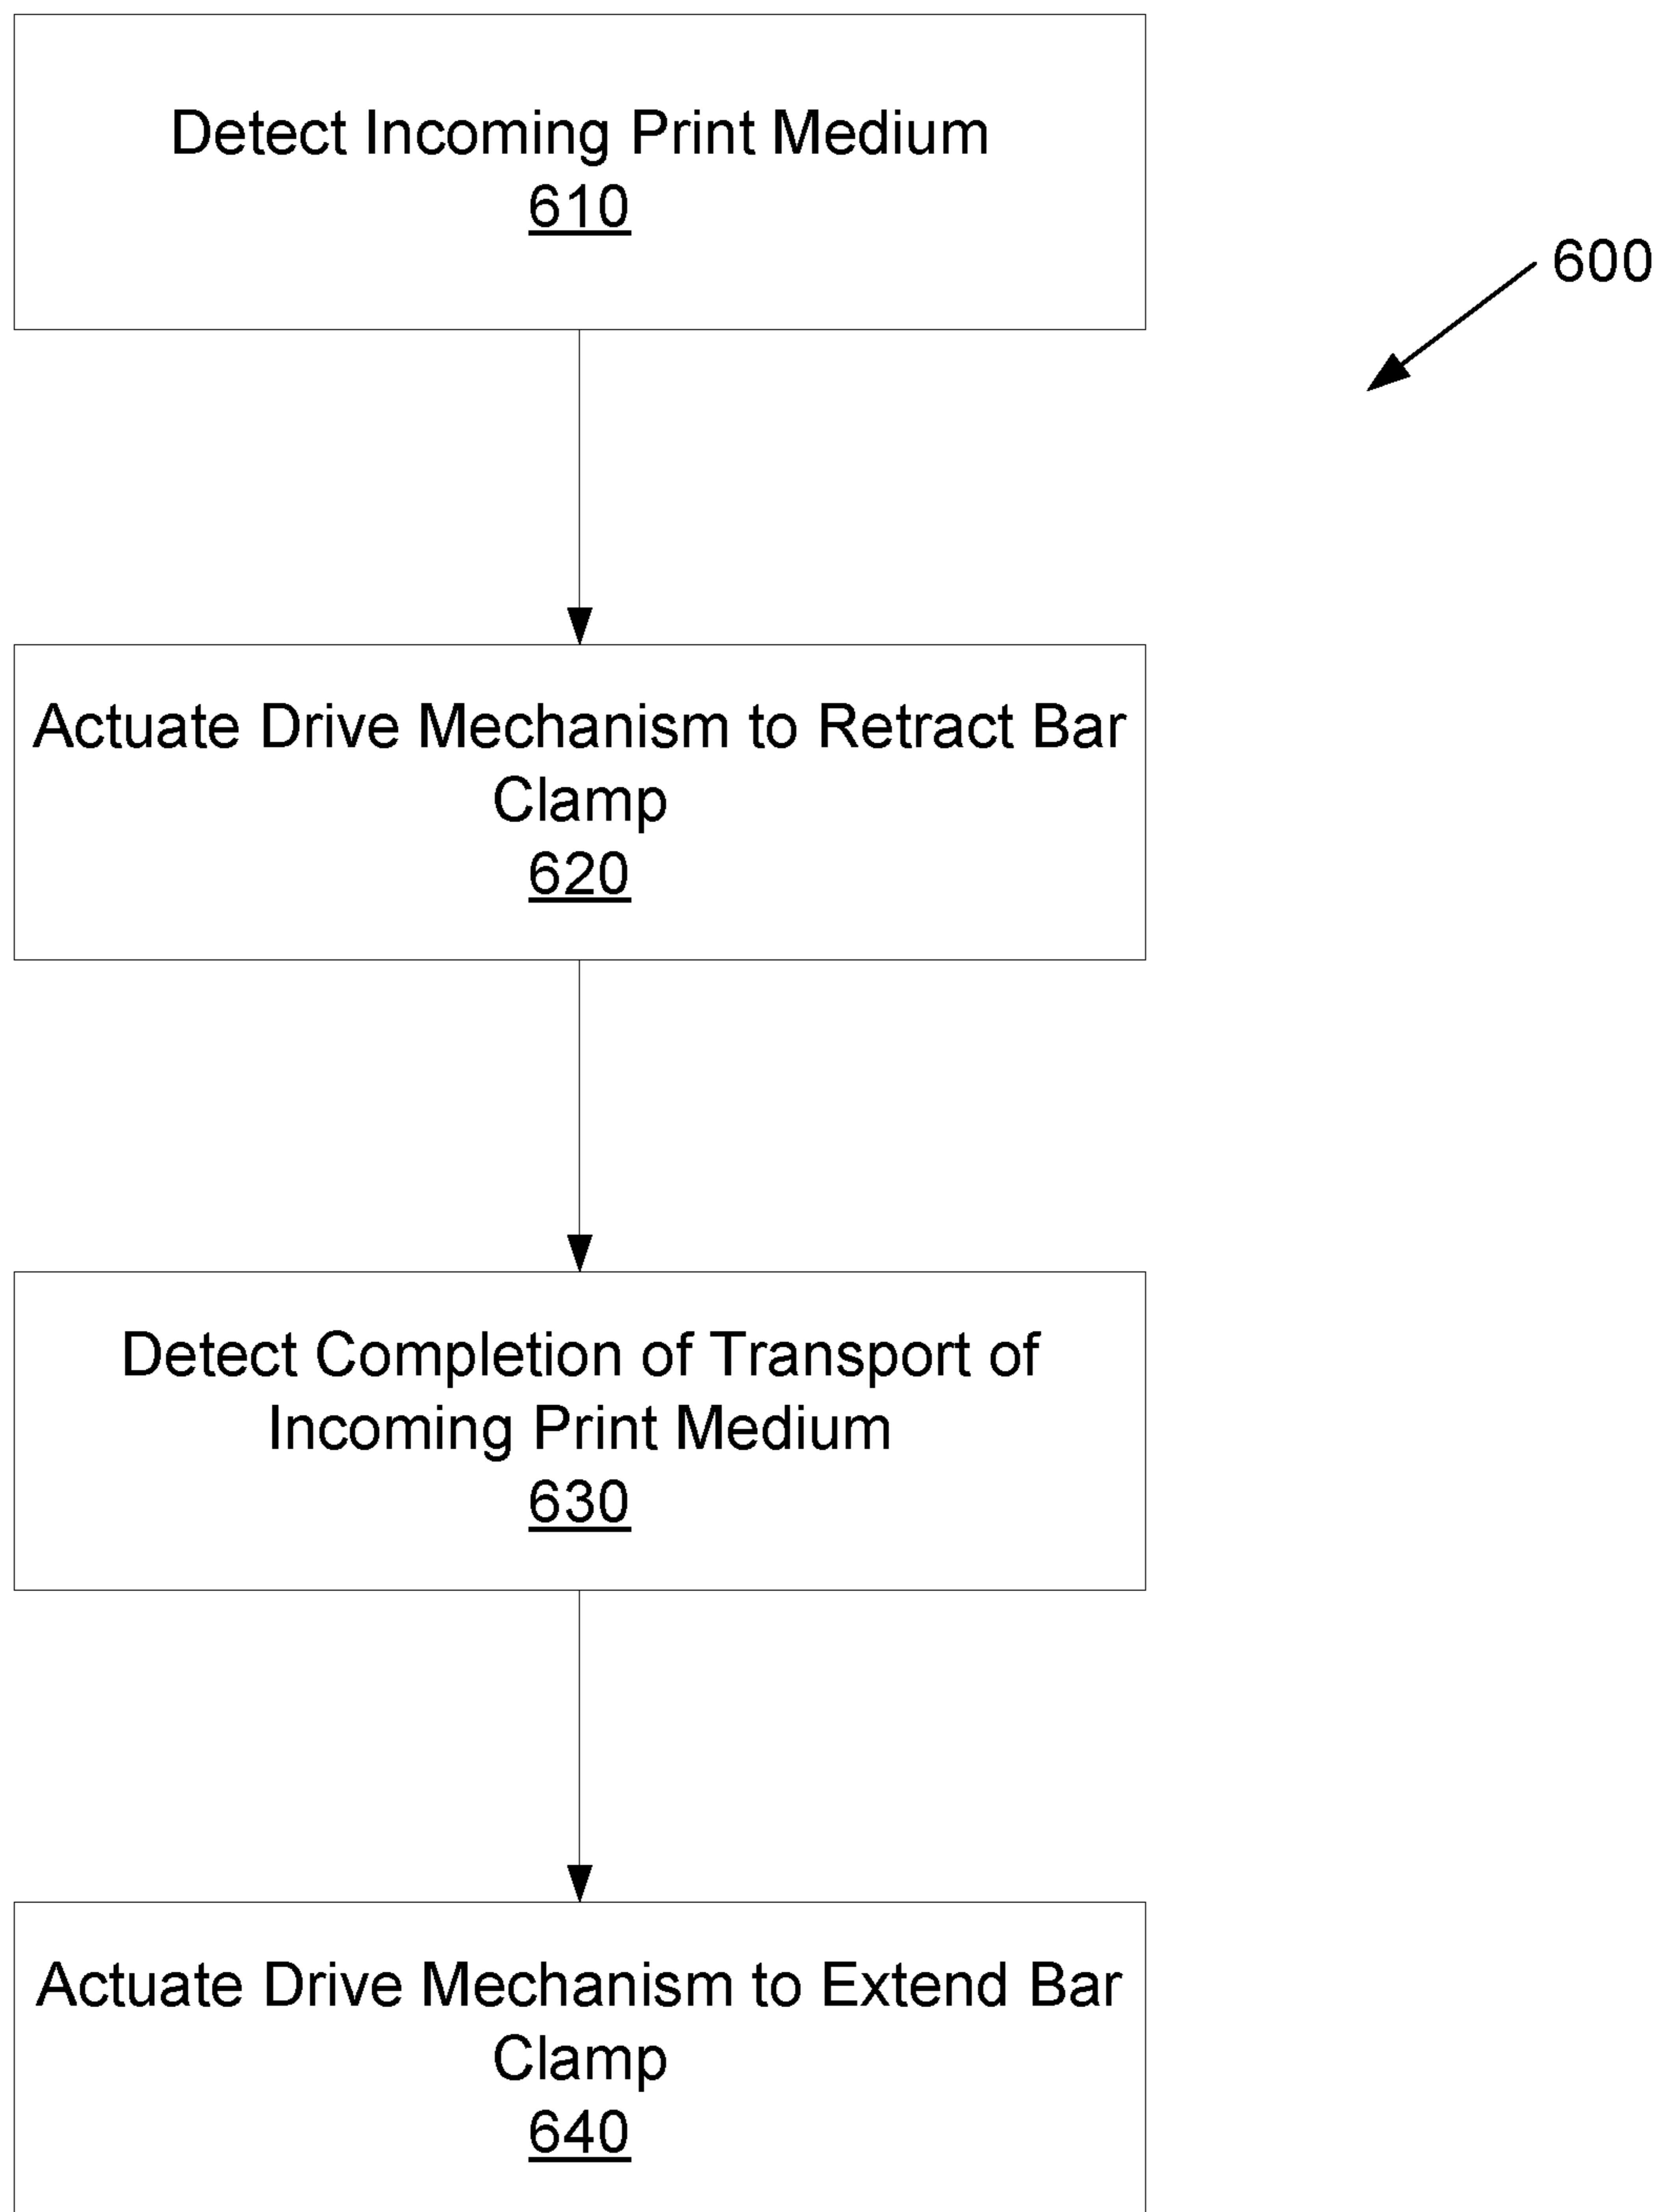 Detect Incoming Print Medium
610
600
Actuate Drive Mechanism to Retract Bar
Clamp
620
Detect Completion of Transport of
Incoming Print Medium
630
Actuate Drive Mechanism to Extend Bar
Clamp
640